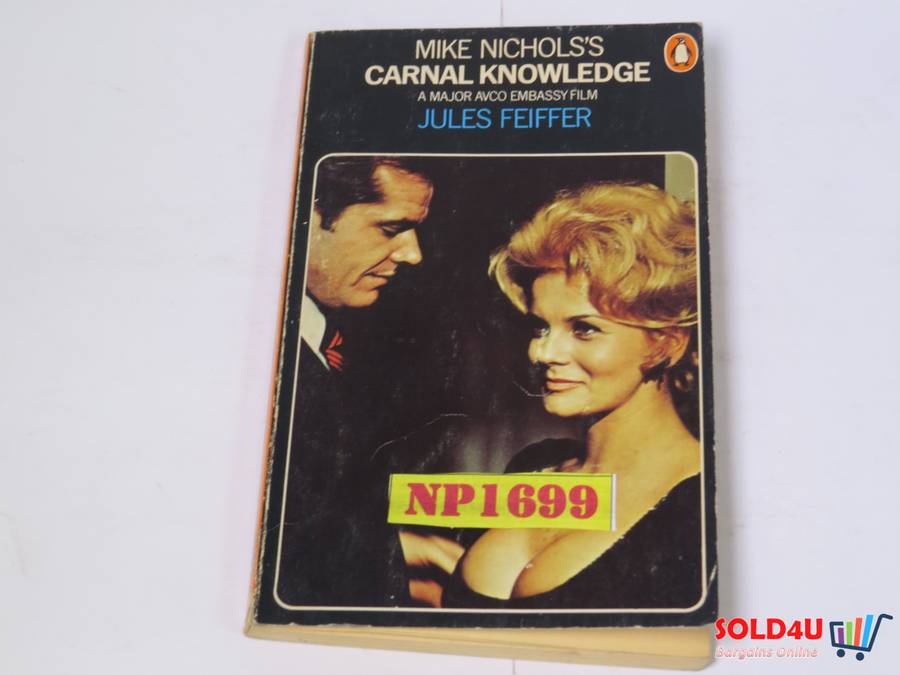 MIKE NICHOLS'S
CARNAL KNOWLEDGE
A MAJOR AVCO EMBASSY FILM
JULES FEIFFER
NP1699
SOLD4U
Bargains Online